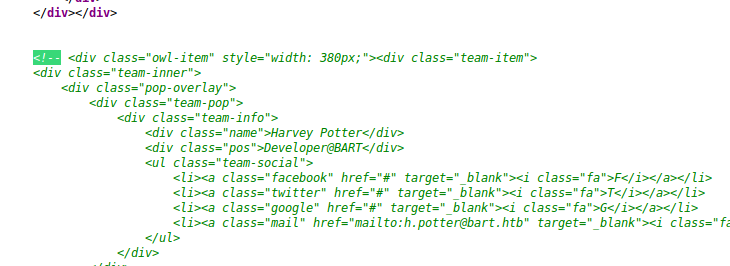 </div></div>
<!-- <div class="owl-item" style="width: 380px;"><div class="team-item">
<div class="team-inner">
<div class="pop-overlay">
<div class="team-pop">
<div class="team-info">
<div class="name">Harvey Potter</div>
<div class="pos">Developer@BART</div>
<ul class="team-social">
<li><a class="facebook" href="#" target="_blank"><i class="fa">F</i></a></li>
<li><a class="twitter" href="#" target="_blank"><i class="fa">T</i></a></li>
<li><a class="google" href="#" target="_blank"><i class="fa">G</i></a></li>
<li><a class="mail" href="mailto:h.potter@bart.htb" target="_blank"><i class="fa
</ul>
</div>